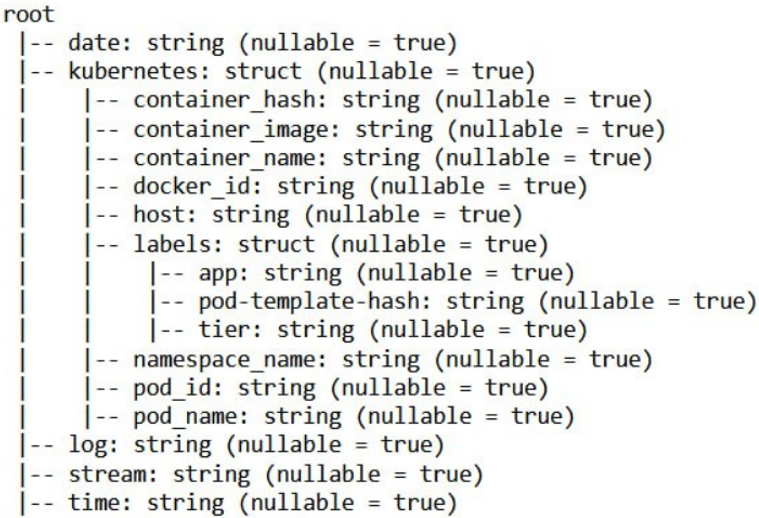 root
 |-- date: string (nullable = true)
 |-- kubernetes: struct (nullable = true)
 |    |-- container_hash: string (nullable = true)
 |    |-- container_image: string (nullable = true)
 |    |-- container_name: string (nullable = true)
 |    |-- docker_id: string (nullable = true)
 |    |-- host: string (nullable = true)
 |    |-- labels: struct (nullable = true)
 |    |    |-- app: string (nullable = true)
 |    |    |-- pod-template-hash: string (nullable = true)
 |    |    |-- tier: string (nullable = true)
 |    |-- namespace_name: string (nullable = true)
 |    |-- pod_id: string (nullable = true)
 |    |-- pod_name: string (nullable = true)
 |-- log: string (nullable = true)
 |-- stream: string (nullable = true)
 |-- time: string (nullable = true)